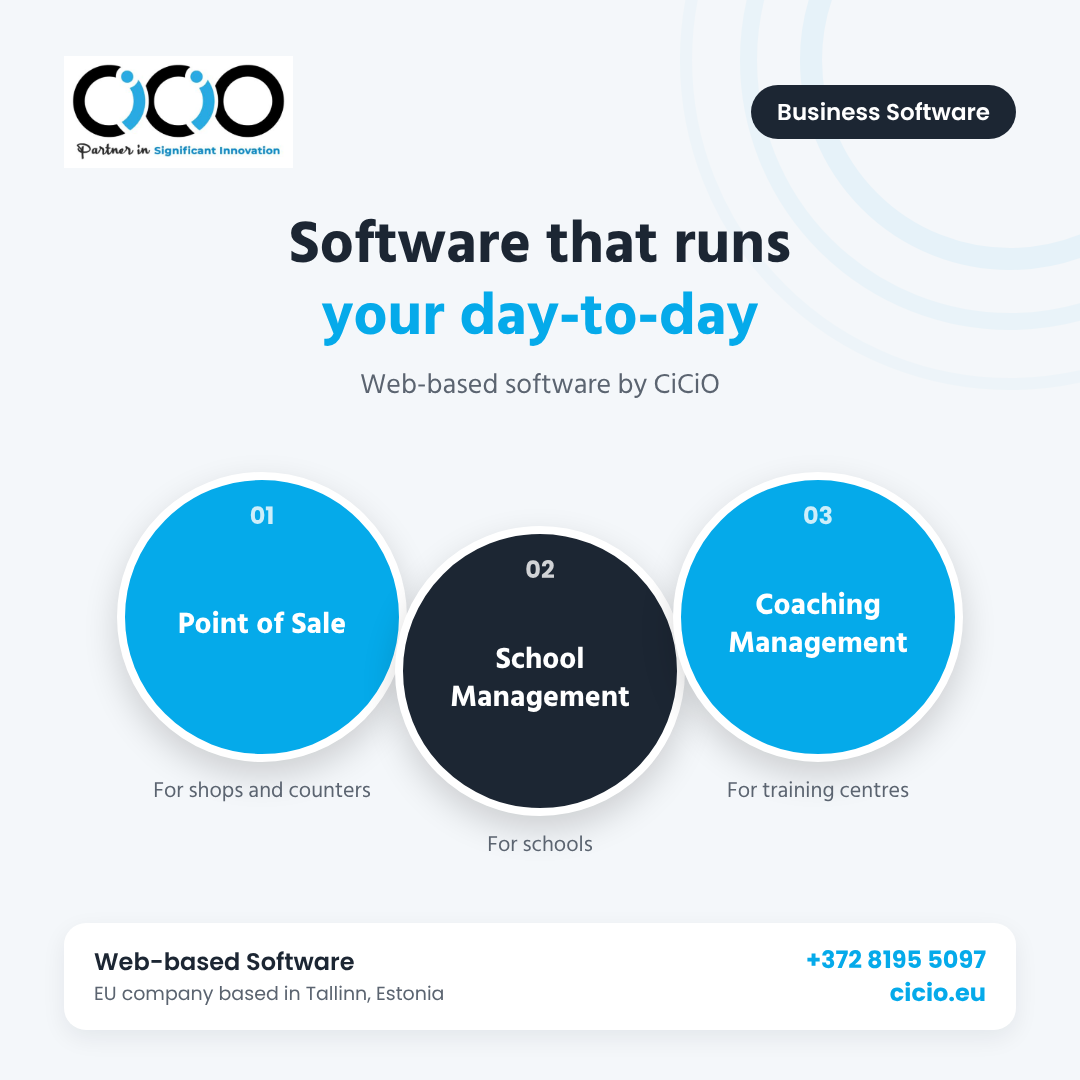 CiCiO
Partner in Significant Innovation
Business Software
Software that runs
your day-to-day
Web-based software by CiCiO
01
Point of Sale
For shops and counters
02
School
Management
For schools
03
Coaching
Management
For training centres
Web-based Software
EU company based in Tallinn, Estonia
+372 8195 5097
cicio.eu